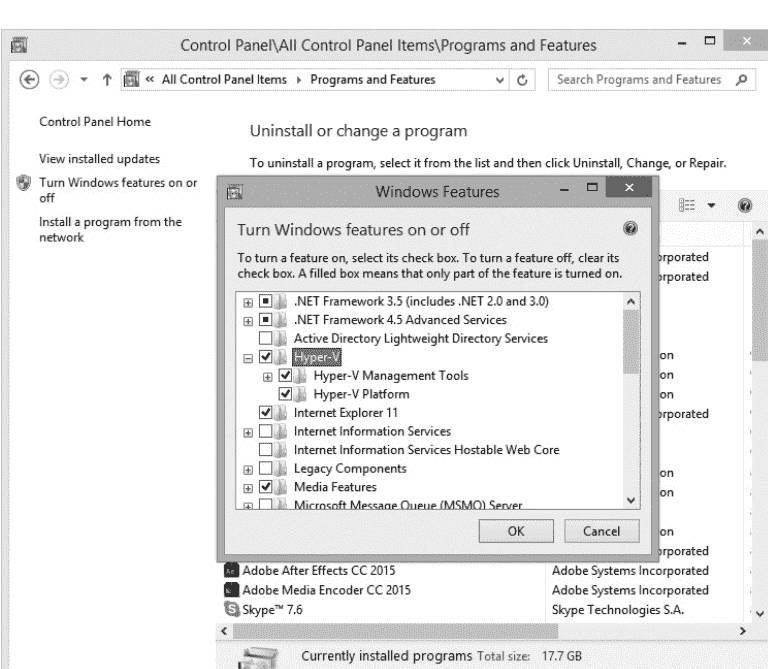 Control Panel\All Control Panel Items\Programs and Features
« All Control Panel Items Programs and Features
Search Programs and Features
Control Panel Home
View installed updates
Turn Windows features on or
off
Install a program from the
network
Uninstall or change a program
To uninstall a program, select it from the list and then click Uninstall, Change, or Repair.
Windows Features
Turn Windows features on or off
To turn a feature on, select its check box. To turn a feature off, clear its
check box. A filled box means that only part of the feature is turned on.
.NET Framework 3.5 (includes .NET 2.0 and 3.0)
.NET Framework 4.5 Advanced Services
Active Directory Lightweight Directory Services
Hyper-V
Hyper-V Management Tools
Hyper-V Platform
Internet Explorer 11
Internet Information Services
Internet Information Services Hostable Web Core
Legacy Components
Media Features
Microsoft Message Queue (MSMQ) Server
OK Cancel
Adobe After Effects CC 2015 Adobe Systems Incorporated
Adobe Media Encoder CC 2015 Adobe Systems Incorporated
Skype™ 7.6 Skype Technologies S.A.
Currently installed programs Total size: 17.7 GB